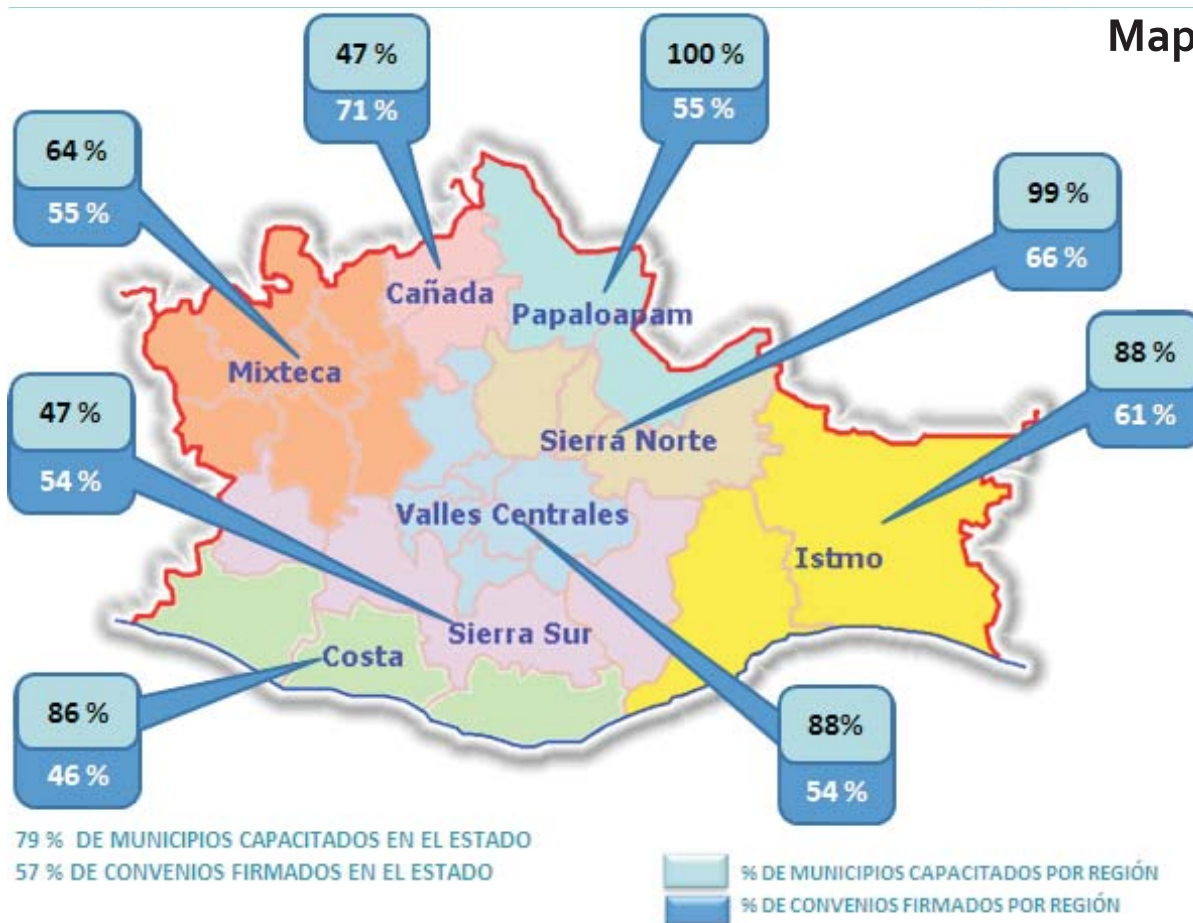 Map
47 %
71 %
100 %
55 %
64 %
55 %
99 %
66 %
Cañada
Papaloapam
88 %
61 %
Mixteca
47 %
54 %
Sierra Norte
Valles Centrales
Istmo
Sierra Sur
Costa
86 %
46 %
88%
54 %
79 % DE MUNICIPIOS CAPACITADOS EN EL ESTADO
57 % DE CONVENIOS FIRMADOS EN EL ESTADO
% DE MUNICIPIOS CAPACITADOS POR REGIÓN
% DE CONVENIOS FIRMADOS POR REGIÓN